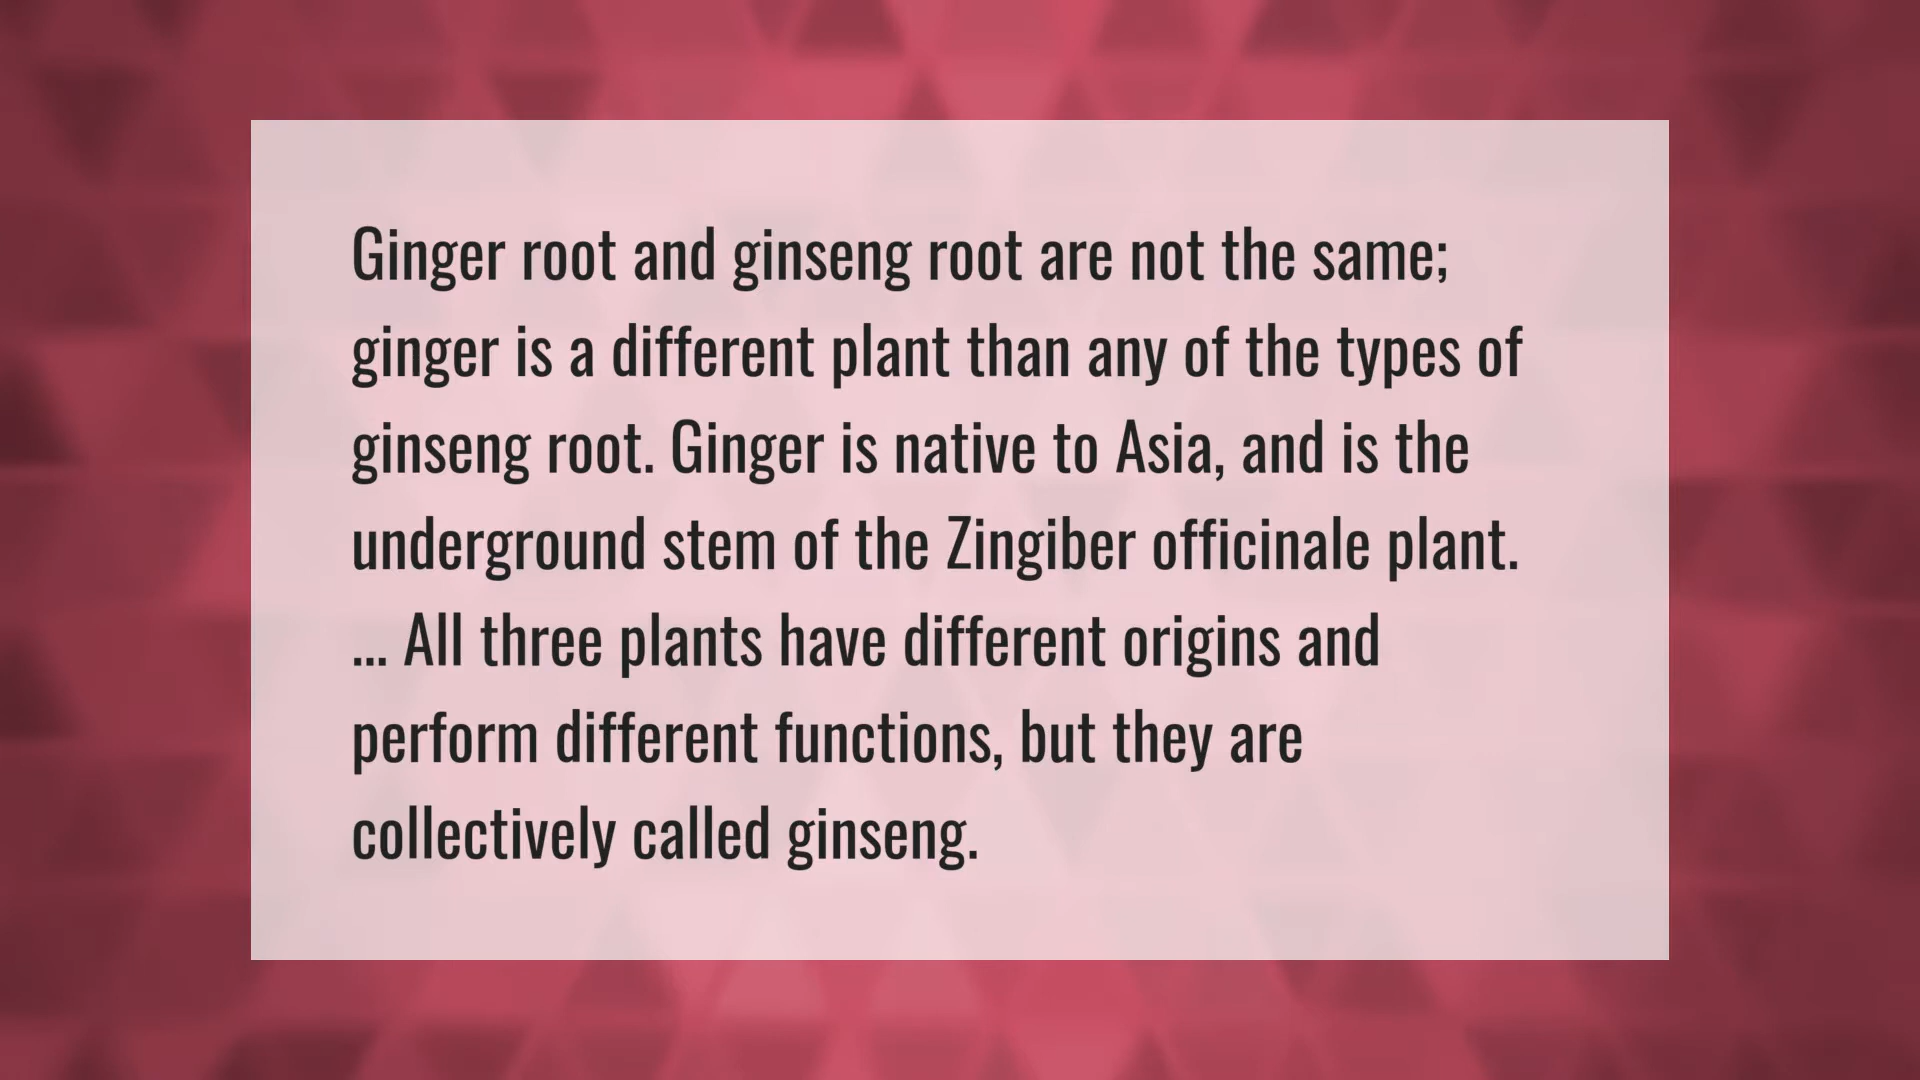 Ginger root and ginseng root are not the same;
ginger is a different plant than any of the types of
ginseng root. Ginger is native to Asia, and is the
underground stem of the Zingiber officinale plant.
... All three plants have different origins and
perform different functions, but they are
collectively called ginseng.